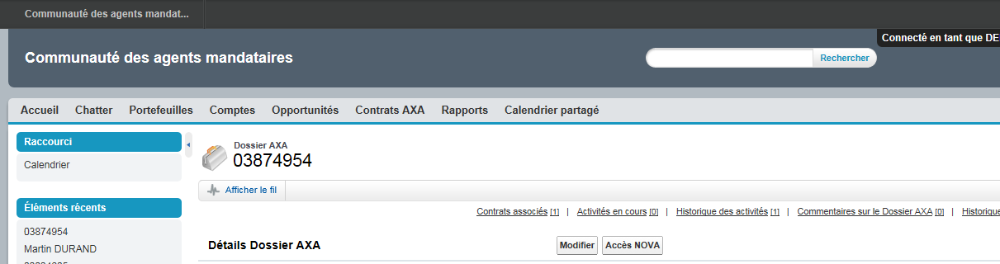 Communauté des agents mandat...
Connecté en tant que DE
Communauté des agents mandataires
Rechercher
Accueil Chatter Portefeuilles Comptes Opportunités Contrats AXA Rapports Calendrier partagé
Raccourci
Calendrier
Éléments récents
03874954
Martin DURAND
Dossier AXA
03874954
Afficher le fil
Contrats associés [1] | Activités en cours [0] | Historique des activités [1] | Commentaires sur le Dossier AXA [0] | Historique
Détails Dossier AXA
Modifier Accès NOVA